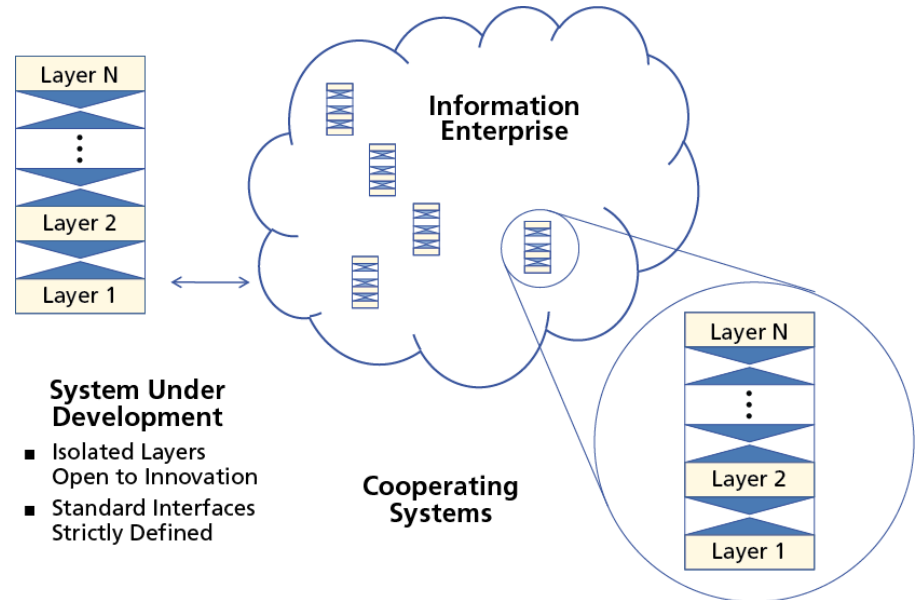 Layer N
Layer 2
Layer 1
System Under
Development
■ Isolated Layers
Open to Innovation
■ Standard Interfaces
Strictly Defined
Information
Enterprise
Cooperating
Systems
Layer N
Layer 2
Layer 1